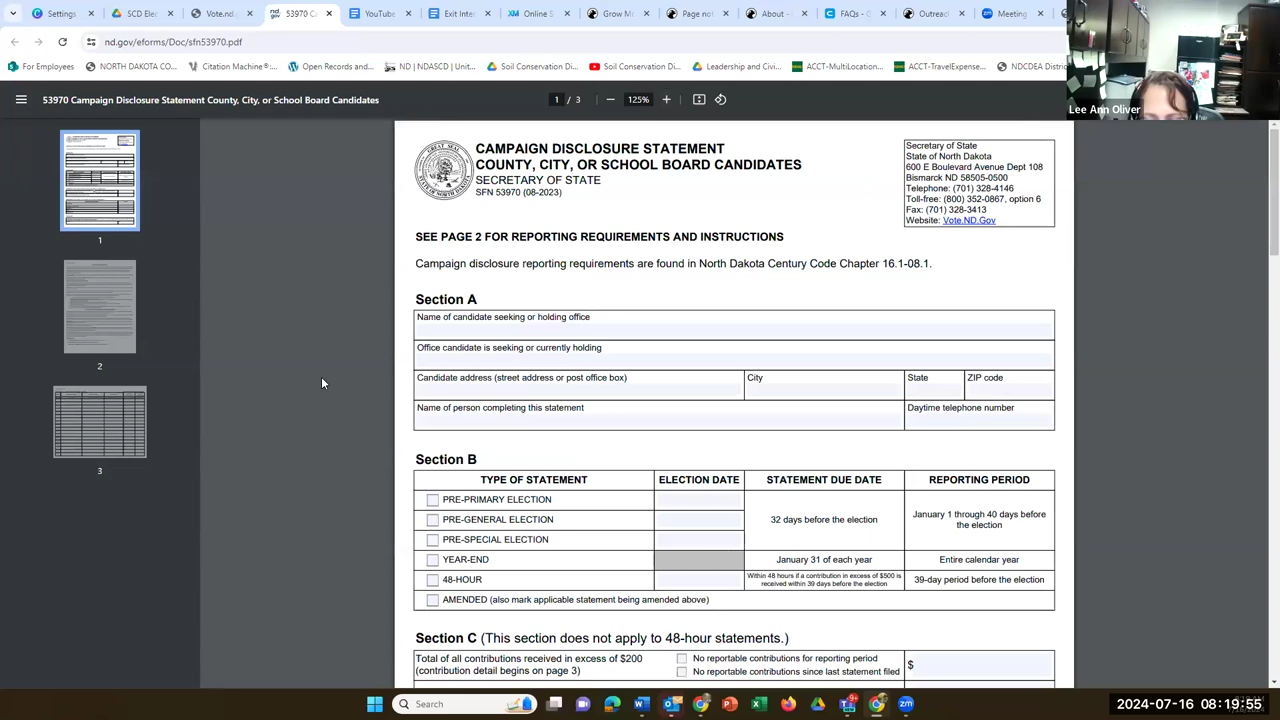 Settings
SCD Elec
Vote.nd.
53970 C
YouTube
Exit Inter
Online S
Grow M
Page no
About –
FAQs - G
Outreac
Meeting
nd.gov/eforms/Doc/sfn53970.pdf
For Employees
NORTH DAKOTA CO...
Citation Machine®:...
Open Records and...
ND | NDASCD | Unit...
Soil Conservation Di...
Soil Conservation Di...
Leadership and Civi...
ACCT-MultiLocation...
ACCT-TravelExpense...
NDCDEA District
Lee Ann Oliver
53970 Campaign Disclosure Statement County, City, or School Board Candidates
1 / 3
125%
1
2
3
CAMPAIGN DISCLOSURE STATEMENT
COUNTY, CITY, OR SCHOOL BOARD CANDIDATES
SECRETARY OF STATE
SFN 53970 (08-2023)
Secretary of State
State of North Dakota
600 E Boulevard Avenue Dept 108
Bismarck ND 58505-0500
Telephone: (701) 328-4146
Toll-free: (800) 352-0867, option 6
Fax: (701) 328-3413
Website: Vote.ND.Gov
SEE PAGE 2 FOR REPORTING REQUIREMENTS AND INSTRUCTIONS
Campaign disclosure reporting requirements are found in North Dakota Century Code Chapter 16.1-08.1.
Section A
Name of candidate seeking or holding office
Office candidate is seeking or currently holding
Candidate address (street address or post office box)
City
State
ZIP code
Name of person completing this statement
Daytime telephone number
Section B
TYPE OF STATEMENT
ELECTION DATE
STATEMENT DUE DATE
REPORTING PERIOD
PRE-PRIMARY ELECTION
PRE-GENERAL ELECTION
PRE-SPECIAL ELECTION
32 days before the election
January 1 through 40 days before
the election
YEAR-END
January 31 of each year
Entire calendar year
48-HOUR
Within 48 hours if a contribution in excess of $500 is
received within 39 days before the election
39-day period before the election
AMENDED (also mark applicable statement being amended above)
Section C (This section does not apply to 48-hour statements.)
Total of all contributions received in excess of $200
(contribution detail begins on page 3)
No reportable contributions for reporting period
No reportable contributions since last statement filed
$
Search
2024-07-16 08:19:55